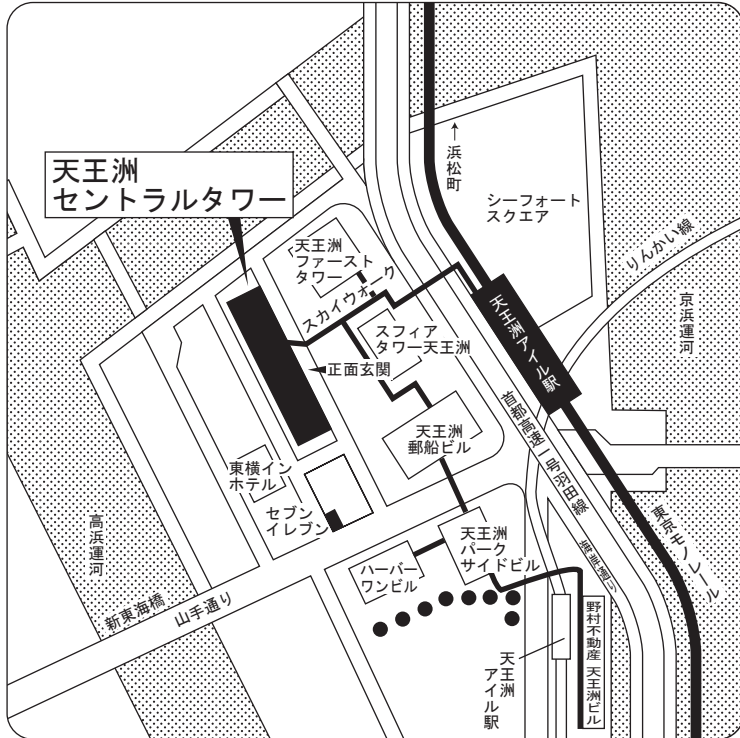 ↑浜松町
天王洲
セントラルタワー
シーフォート
スクエア
天王洲
ファースト
タワー
りんかい線
スカイウォーク
天王洲アイル駅
京浜運河
スフィア
タワー天王洲
正面玄関
首都高速一号羽田線
天王洲
郵船ビル
東横イン
ホテル
セブン
イレブン
高浜運河
天王洲
パーク
サイドビル
東京モノレール
海岸通り
ハーバー
ワンビル
新東海橋
山手通り
野村不動産 天王洲ビル
天王洲
アイル駅